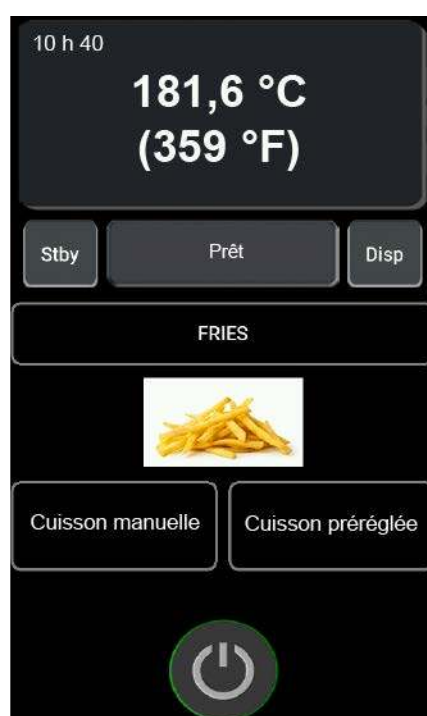 10 h 40
181,6 °C
(359 °F)
Stby
Prêt
Disp
FRIES
Cuisson manuelle
Cuisson préréglée